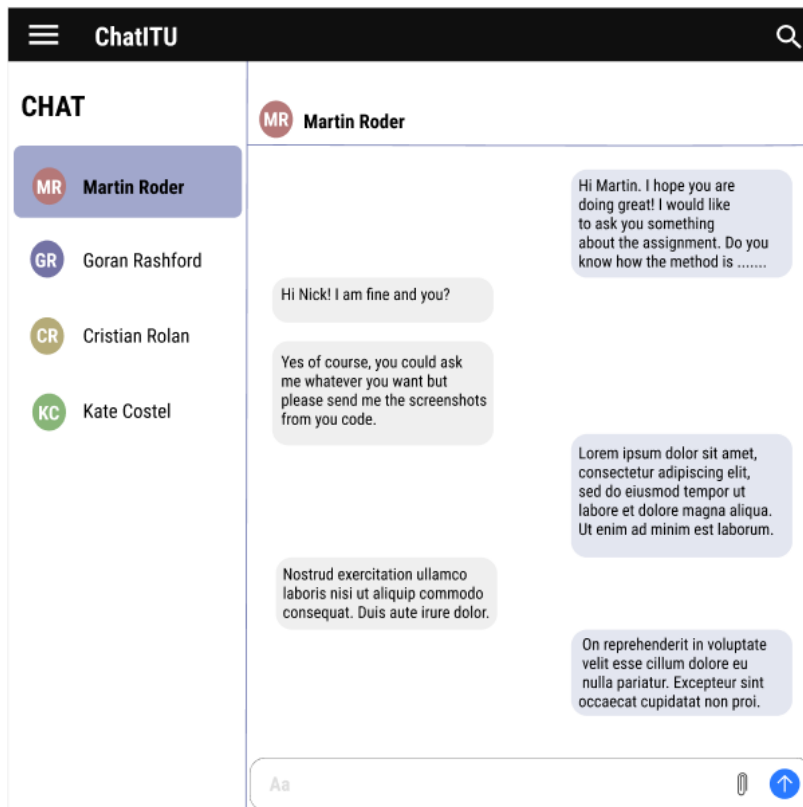 ChatITU
CHAT
MR Martin Roder
GR Goran Rashford
CR Cristian Rolan
KC Kate Costel
MR Martin Roder
Hi Martin. I hope you are
doing great! I would like
to ask you something
about the assignment. Do you
know how the method is .......
Hi Nick! I am fine and you?
Yes of course, you could ask
me whatever you want but
please send me the screenshots
from you code.
Lorem ipsum dolor sit amet,
consectetur adipiscing elit,
sed do eiusmod tempor ut
labore et dolore magna aliqua.
Ut enim ad minim est laborum.
Nostrud exercitation ullamco
laboris nisi ut aliquip commodo
consequat. Duis aute irure dolor.
On reprehenderit in voluptate
velit esse cillum dolore eu
nulla pariatur. Excepteur sint
occaecat cupidatat non proi.
Aa